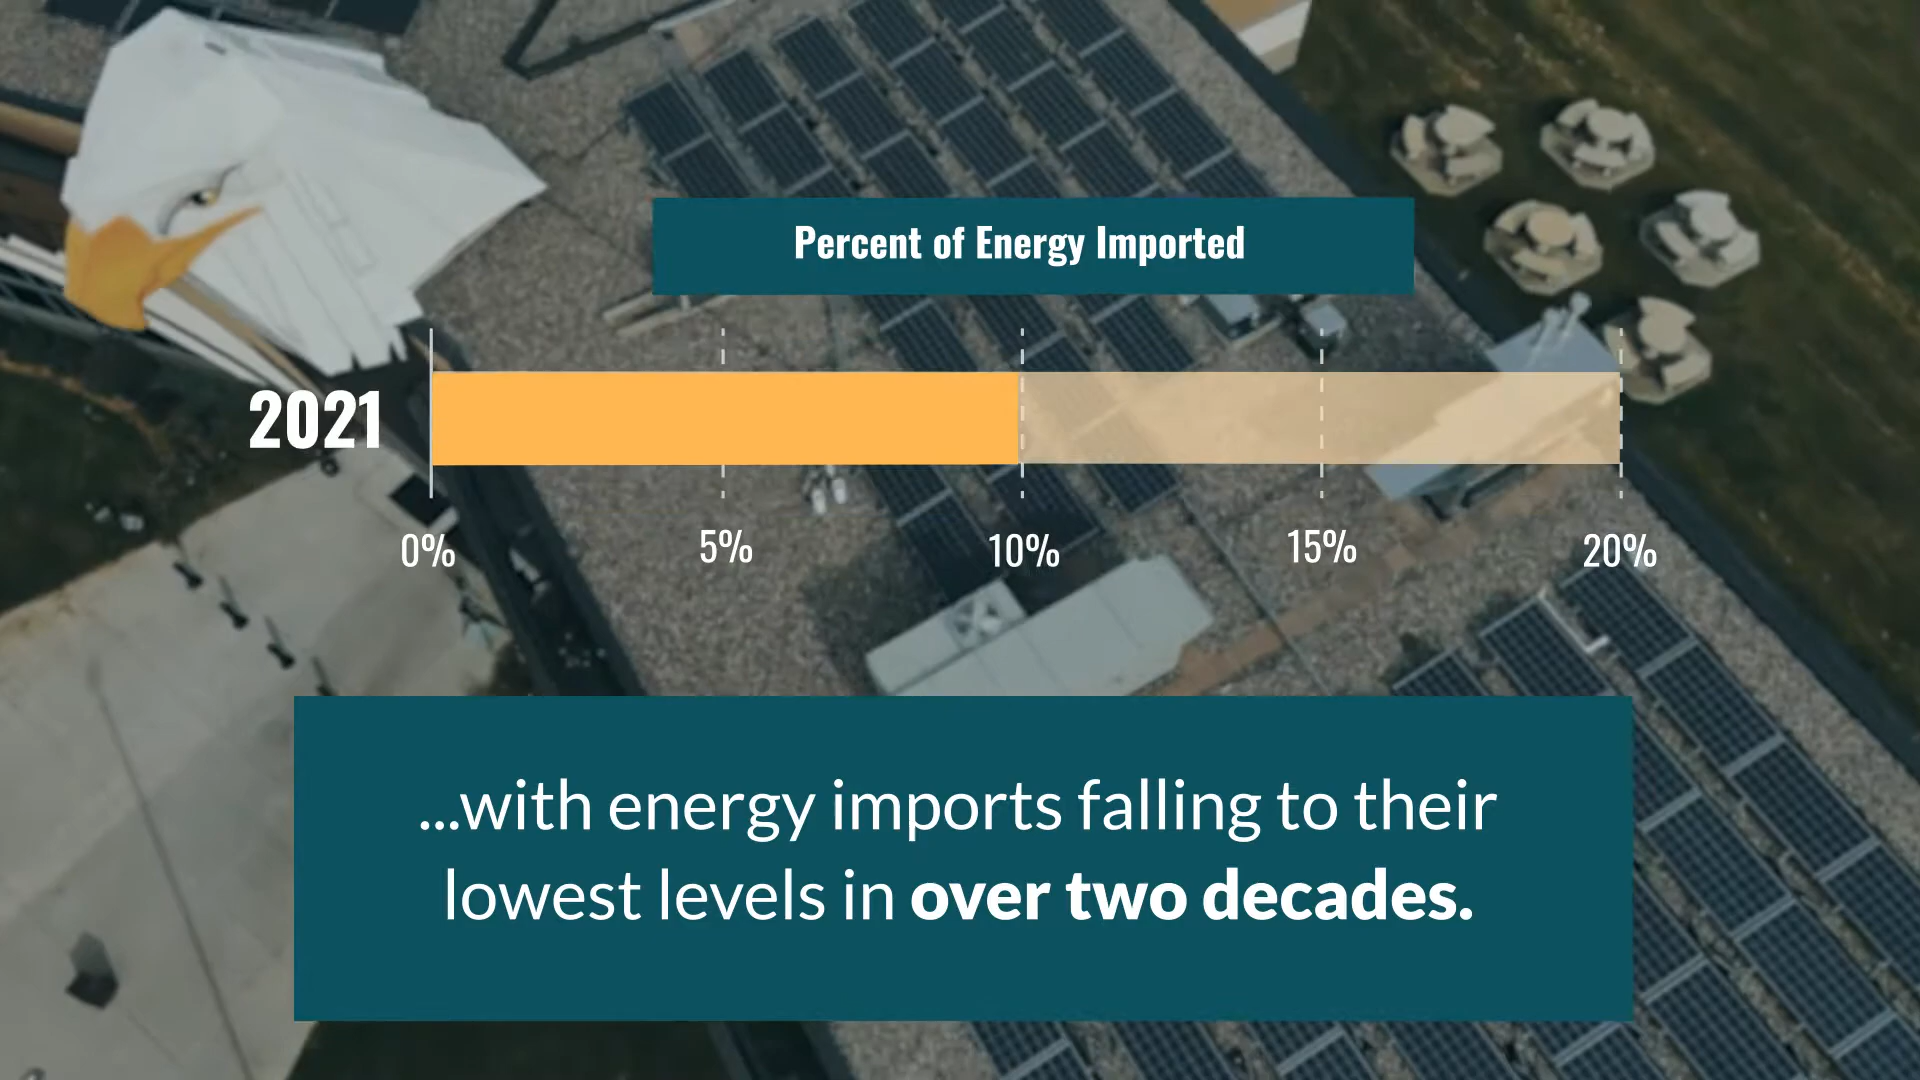 Percent of Energy Imported
2021
0% 5% 10% 15% 20%
...with energy imports falling to their
lowest levels in over two decades.